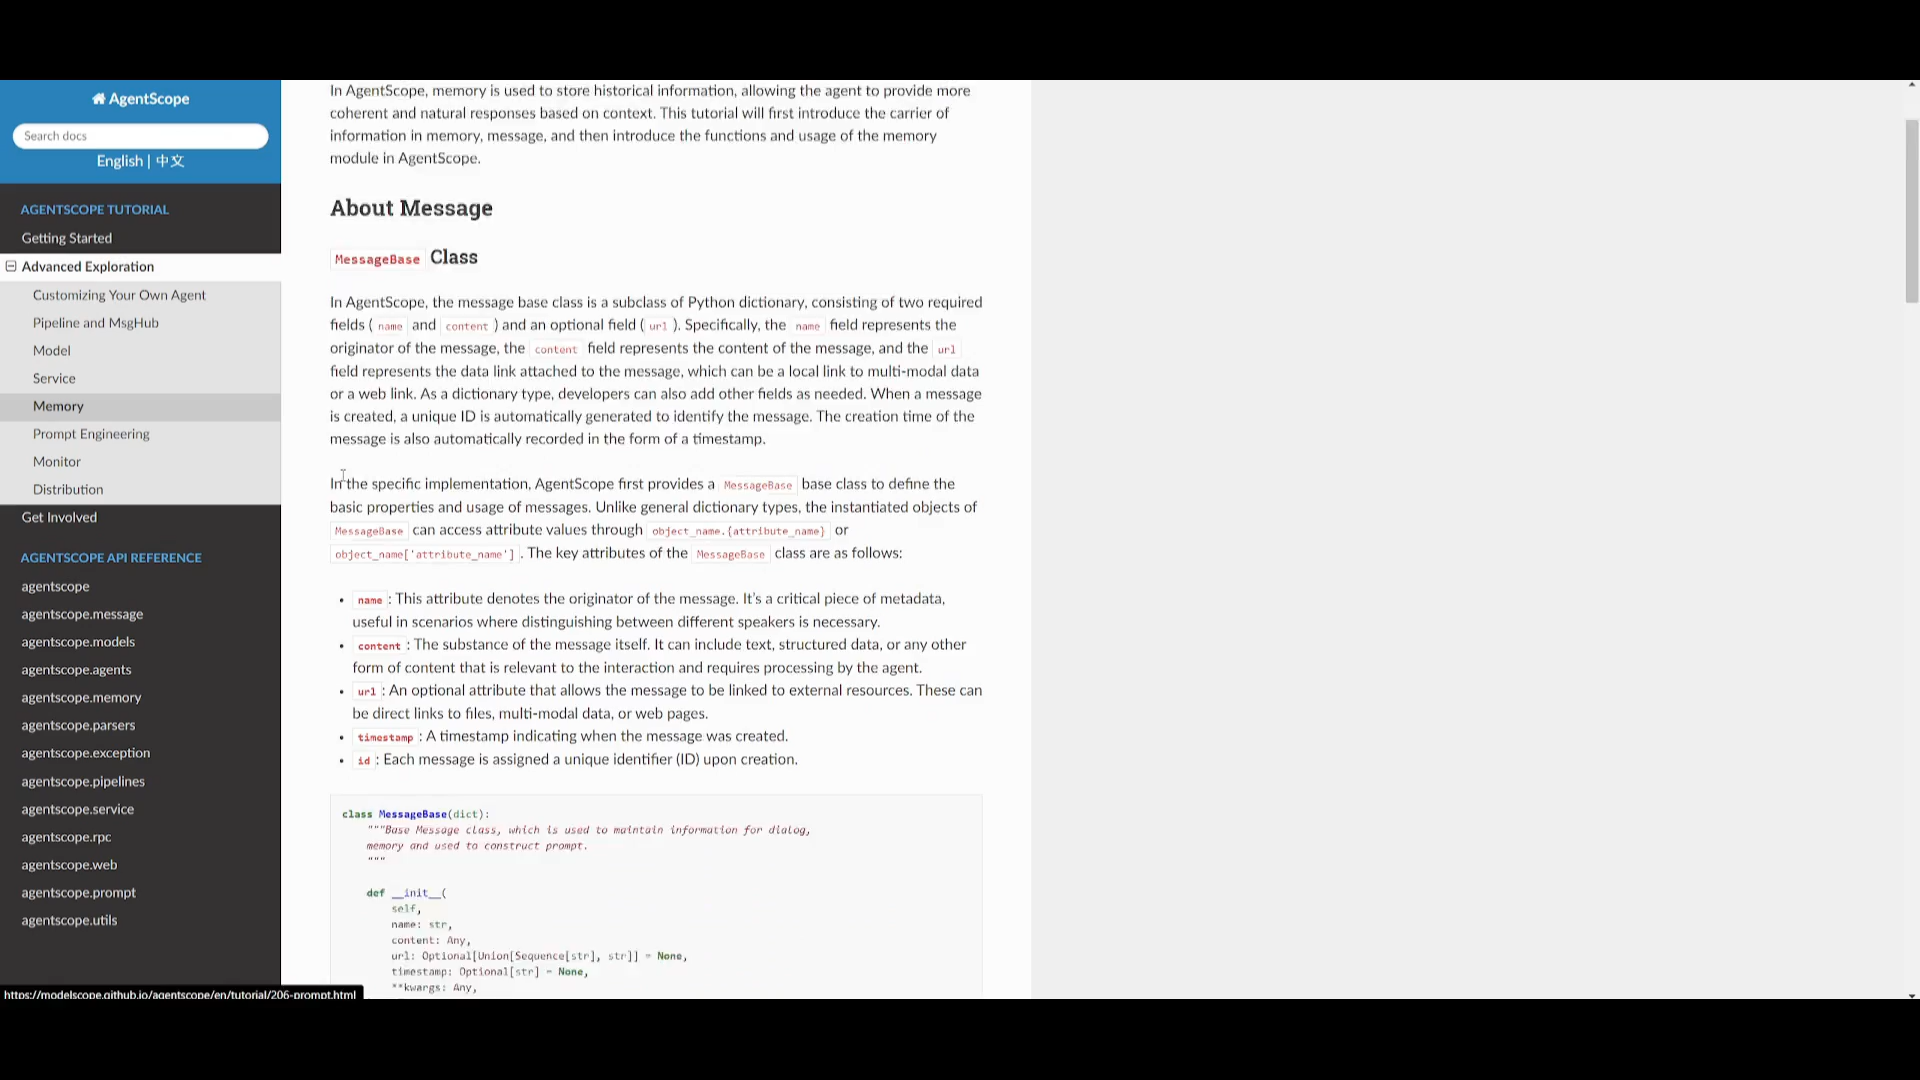 AgentScope
Search docs
English | 中文
AGENTSCOPE TUTORIAL
Getting Started
Advanced Exploration
Customizing Your Own Agent
Pipeline and MsgHub
Model
Service
Memory
Prompt Engineering
Monitor
Distribution
Get Involved
AGENTSCOPE API REFERENCE
agentscope
agentscope.message
agentscope.models
agentscope.agents
agentscope.memory
agentscope.parsers
agentscope.exception
agentscope.pipelines
agentscope.service
agentscope.rpc
agentscope.web
agentscope.prompt
agentscope.utils
https://modelscope.github.io/agentscope/en/tutorial/206-prompt.html
In AgentScope, memory is used to store historical information, allowing the agent to provide more
coherent and natural responses based on context. This tutorial will first introduce the carrier of
information in memory, message, and then introduce the functions and usage of the memory
module in AgentScope.
About Message
MessageBase Class
In AgentScope, the message base class is a subclass of Python dictionary, consisting of two required
fields ( name and content ) and an optional field ( url ). Specifically, the name field represents the
originator of the message, the content field represents the content of the message, and the url
field represents the data link attached to the message, which can be a local link to multi-modal data
or a web link. As a dictionary type, developers can also add other fields as needed. When a message
is created, a unique ID is automatically generated to identify the message. The creation time of the
message is also automatically recorded in the form of a timestamp.
In the specific implementation, AgentScope first provides a MessageBase base class to define the
basic properties and usage of messages. Unlike general dictionary types, the instantiated objects of
MessageBase can access attribute values through object_name.{attribute_name} or
object_name['attribute_name'] . The key attributes of the MessageBase class are as follows:
• name : This attribute denotes the originator of the message. It's a critical piece of metadata,
useful in scenarios where distinguishing between different speakers is necessary.
• content : The substance of the message itself. It can include text, structured data, or any other
form of content that is relevant to the interaction and requires processing by the agent.
• url : An optional attribute that allows the message to be linked to external resources. These can
be direct links to files, multi-modal data, or web pages.
• timestamp : A timestamp indicating when the message was created.
• id : Each message is assigned a unique identifier (ID) upon creation.
class MessageBase(dict):
"""Base Message class, which is used to maintain information for dialog,
memory and used to construct prompt.
"""
def __init__(
self,
name: str,
content: Any,
url: Optional[Union[Sequence[str], str]] = None,
timestamp: Optional[str] = None,
**kwargs: Any,